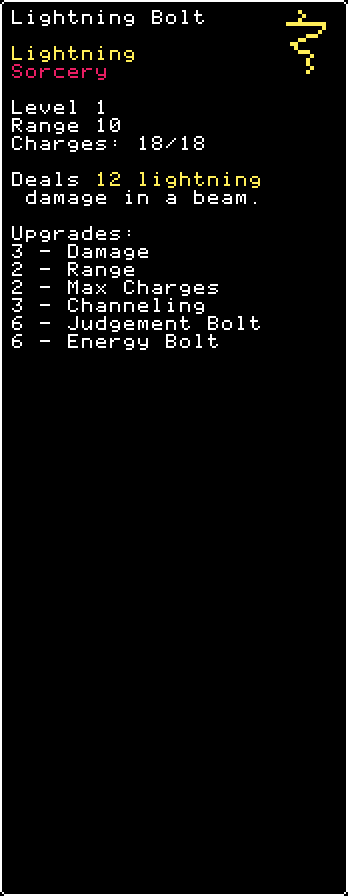 Lightning Bolt
Lightning
Sorcery
Level 1
Range 10
Charges: 18/18
Deals 12 lightning
damage in a beam.
Upgrades:
3 - Damage
2 - Range
2 - Max Charges
3 - Channeling
6 - Judgement Bolt
6 - Energy Bolt